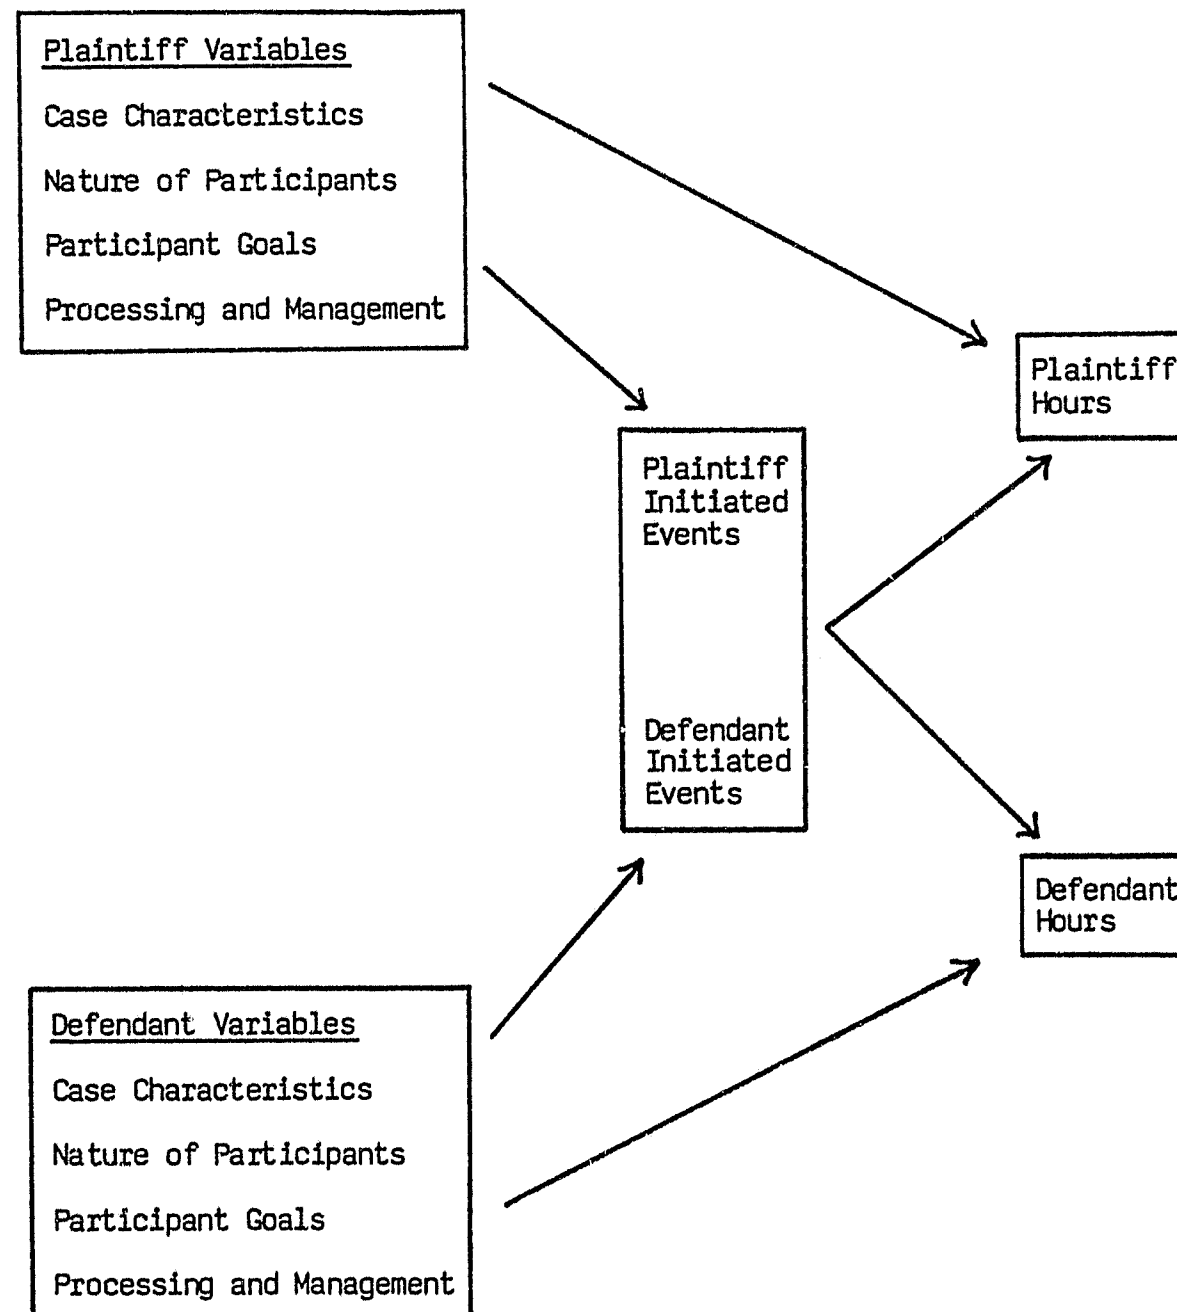 Plaintiff Variables
Case Characteristics
Nature of Participants
Participant Goals
Processing and Management
Plaintiff
Hours
Plaintiff
Initiated
Events
Defendant
Initiated
Events
Defendant
Hours
Defendant Variables
Case Characteristics
Nature of Participants
Participant Goals
Processing and Management